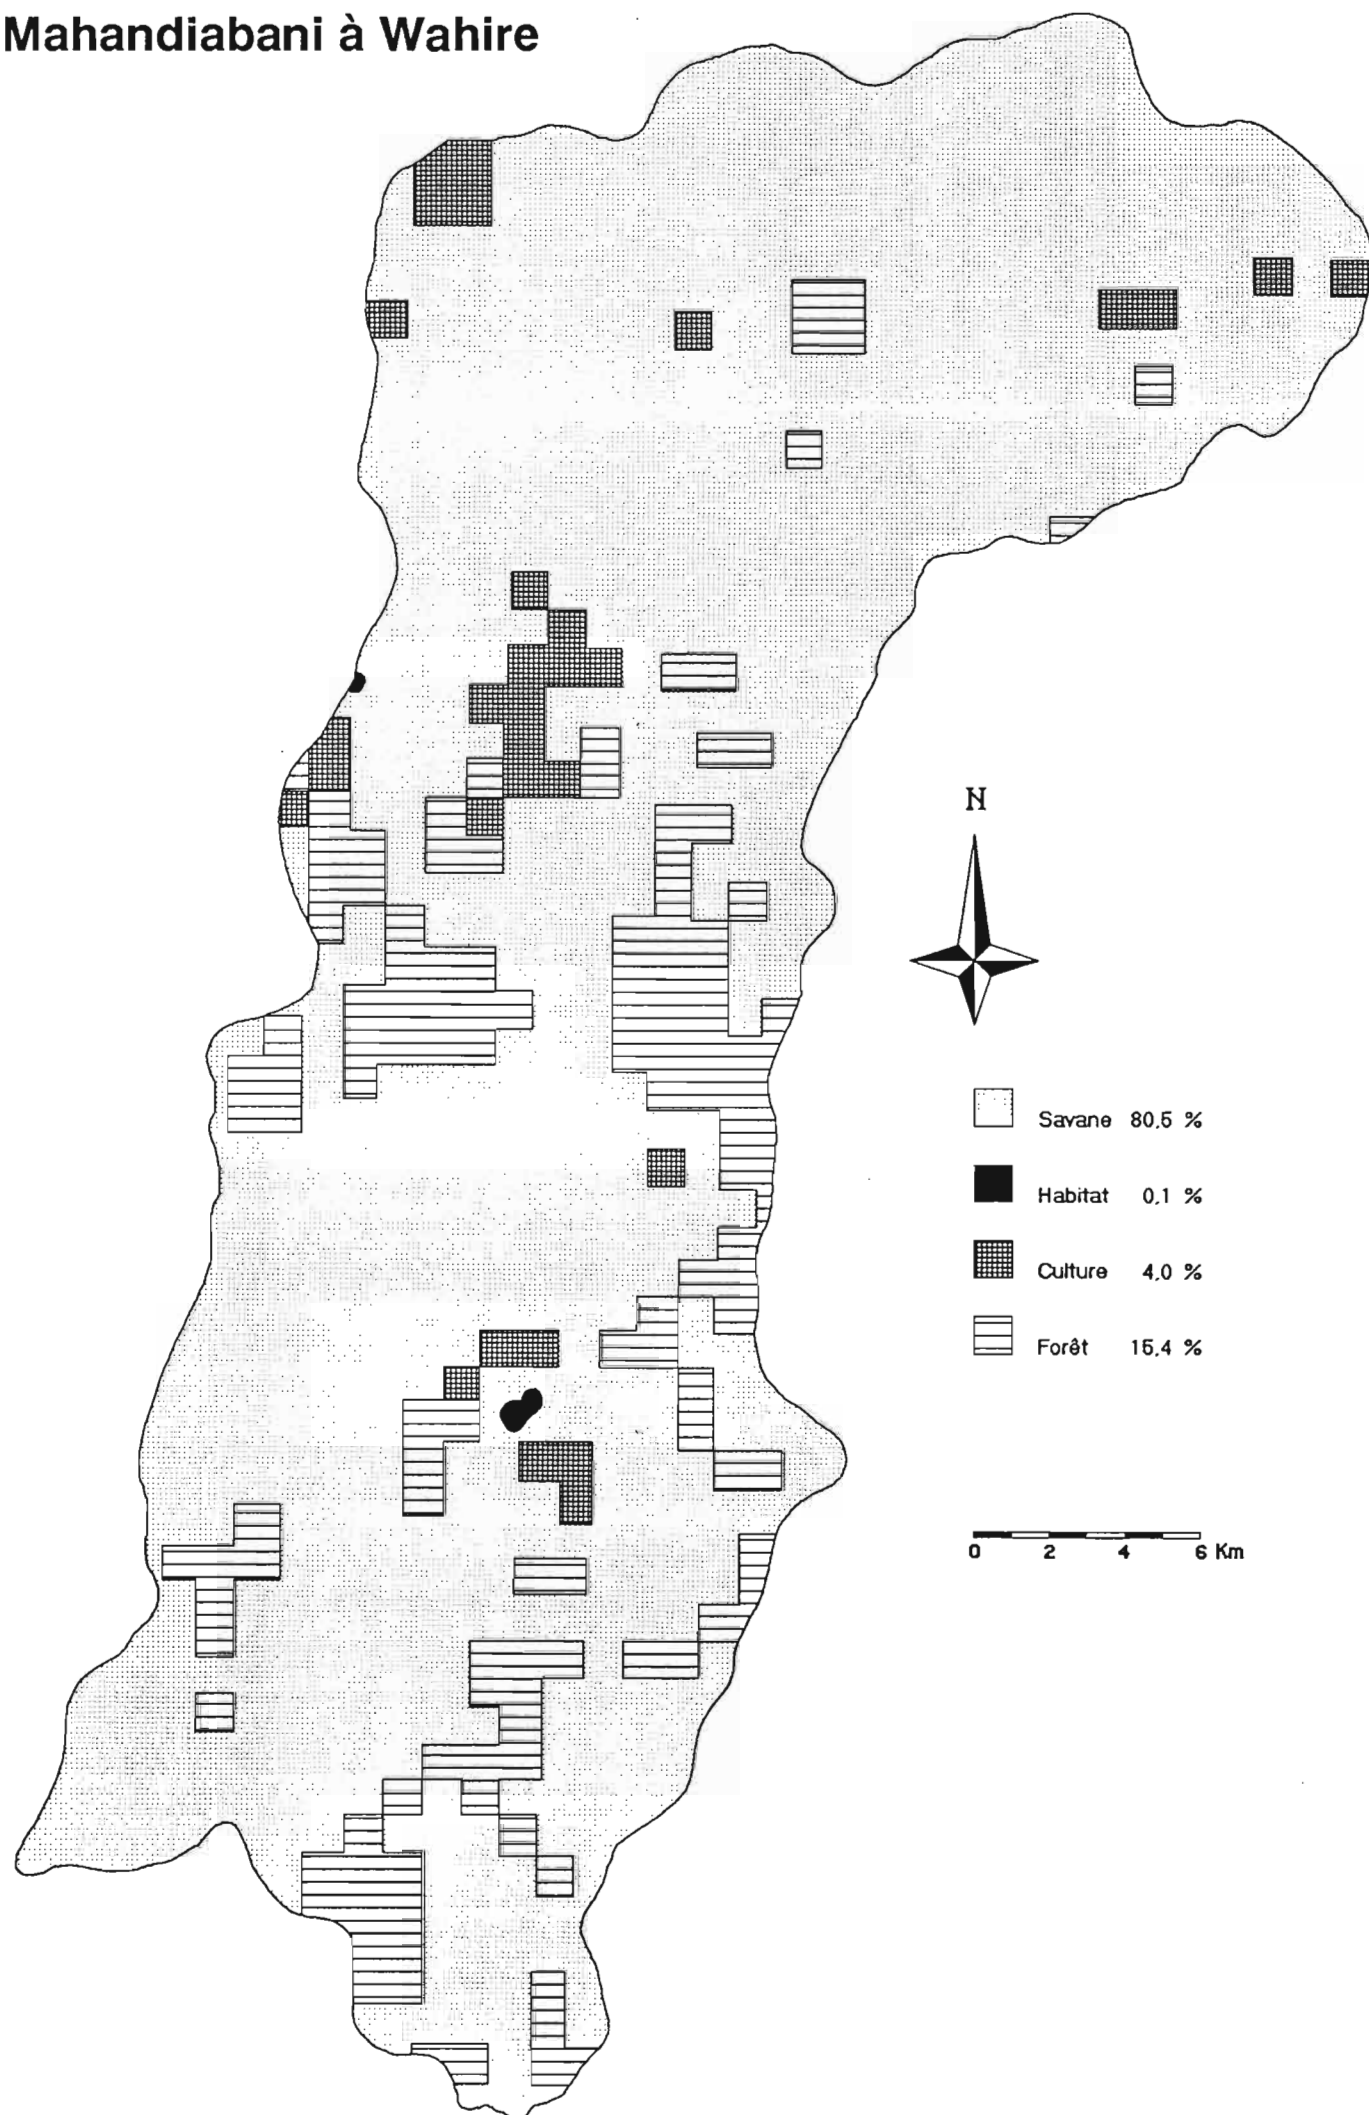 Mahandiabani à Wahire
N
Savane 80,5 %
Habitat 0,1 %
Culture 4,0 %
Forêt 15,4 %
0 2 4 6 Km